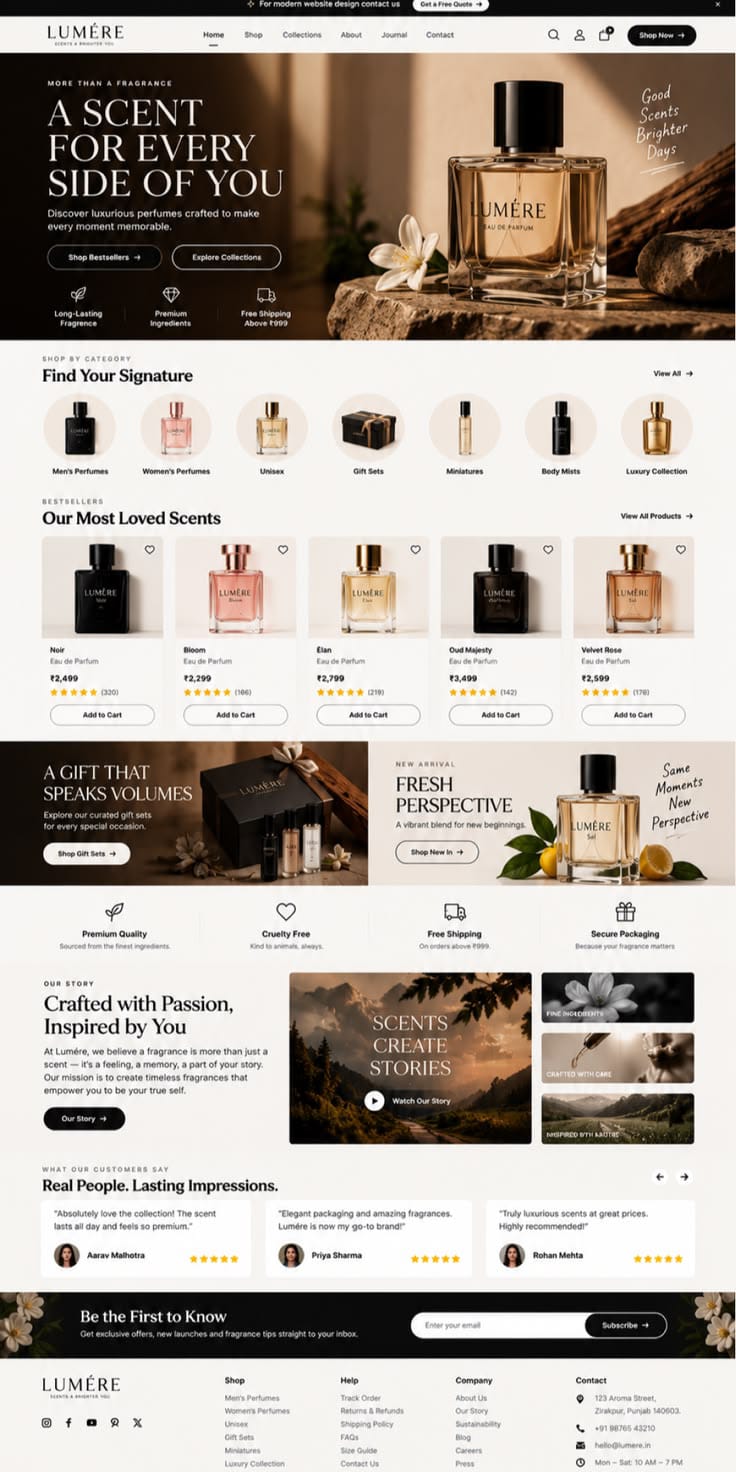 For modern website design contact us
Get a Free Quote →
×
LUMÉRE
SCENTS A BRIGHTER YOU
Home Shop Collections About Journal Contact
Shop Now →
MORE THAN A FRAGRANCE
A SCENT
FOR EVERY
SIDE OF YOU
Discover luxurious perfumes crafted to make
every moment memorable.
Shop Bestsellers →
Explore Collections
Long-Lasting
Fragrence
Premium
Ingredients
Free Shipping
Above ₹999
Good
Scents
Brighter
Days
LUMÉRE
EAU DE PARFUM
SHOP BY CATEGORY
Find Your Signature
View All →
Men's Perfumes
Women's Perfumes
Unisex
Gift Sets
Miniatures
Body Mists
Luxury Collection
BESTSELLERS
Our Most Loved Scents
View All Products →
LUMÉRE
Noir
LUMÉRE
Bloom
LUMÉRE
Élan
LUMÉRE
LUMÉRE
Noir
Eau de Parfum
₹2,499
(320)
Add to Cart
Bloom
Eau de Parfum
₹2,299
(166)
Add to Cart
Élan
Eau de Parfum
₹2,799
(219)
Add to Cart
Oud Majesty
Eau de Parfum
₹3,499
(142)
Add to Cart
Velvet Rose
Eau de Parfum
₹2,599
(178)
Add to Cart
A GIFT THAT
SPEAKS VOLUMES
Explore our curated gift sets
for every special occasion.
Shop Gift Sets →
LUMÉRE
NEW ARRIVAL
FRESH
PERSPECTIVE
A vibrant blend for new beginnings.
Shop New In →
LUMÉRE
Same
Moments
New
Perspective
Premium Quality
Sourced from the finest ingredients.
Cruelty Free
Kind to animals, always.
Free Shipping
On orders above ₹999.
Secure Packaging
Because your fragrance matters
OUR STORY
Crafted with Passion,
Inspired by You
At Lumére, we believe a fragrance is more than just a
scent — it's a feeling, a memory, a part of your story.
Our mission is to create timeless fragrances that
empower you to be your true self.
Our Story →
SCENTS
CREATE
STORIES
Watch Our Story
FINE INGREDIENTS
CRAFTED WITH CARE
INSPIRED BY NATURE
WHAT OUR CUSTOMERS SAY
Real People. Lasting Impressions.
← →
"Absolutely love the collection! The scent
lasts all day and feels so premium."
Aarav Malhotra
"Elegant packaging and amazing fragrances.
Lumére is now my go-to brand!"
Priya Sharma
"Truly luxurious scents at great prices.
Highly recommended!"
Rohan Mehta
Be the First to Know
Get exclusive offers, new launches and fragrance tips straight to your inbox.
Enter your email
Subscribe →
LUMÉRE
SCENTS A BRIGHTER YOU
Shop
Men's Perfumes
Women's Perfumes
Unisex
Gift Sets
Miniatures
Luxury Collection
Help
Track Order
Returns & Refunds
Shipping Policy
FAQs
Size Guide
Contact Us
Company
About Us
Our Story
Sustainability
Blog
Careers
Press
Contact
123 Aroma Street,
Zirakpur, Punjab 140603.
+91 98765 43210
hello@lumere.in
Mon – Sat: 10 AM – 7 PM